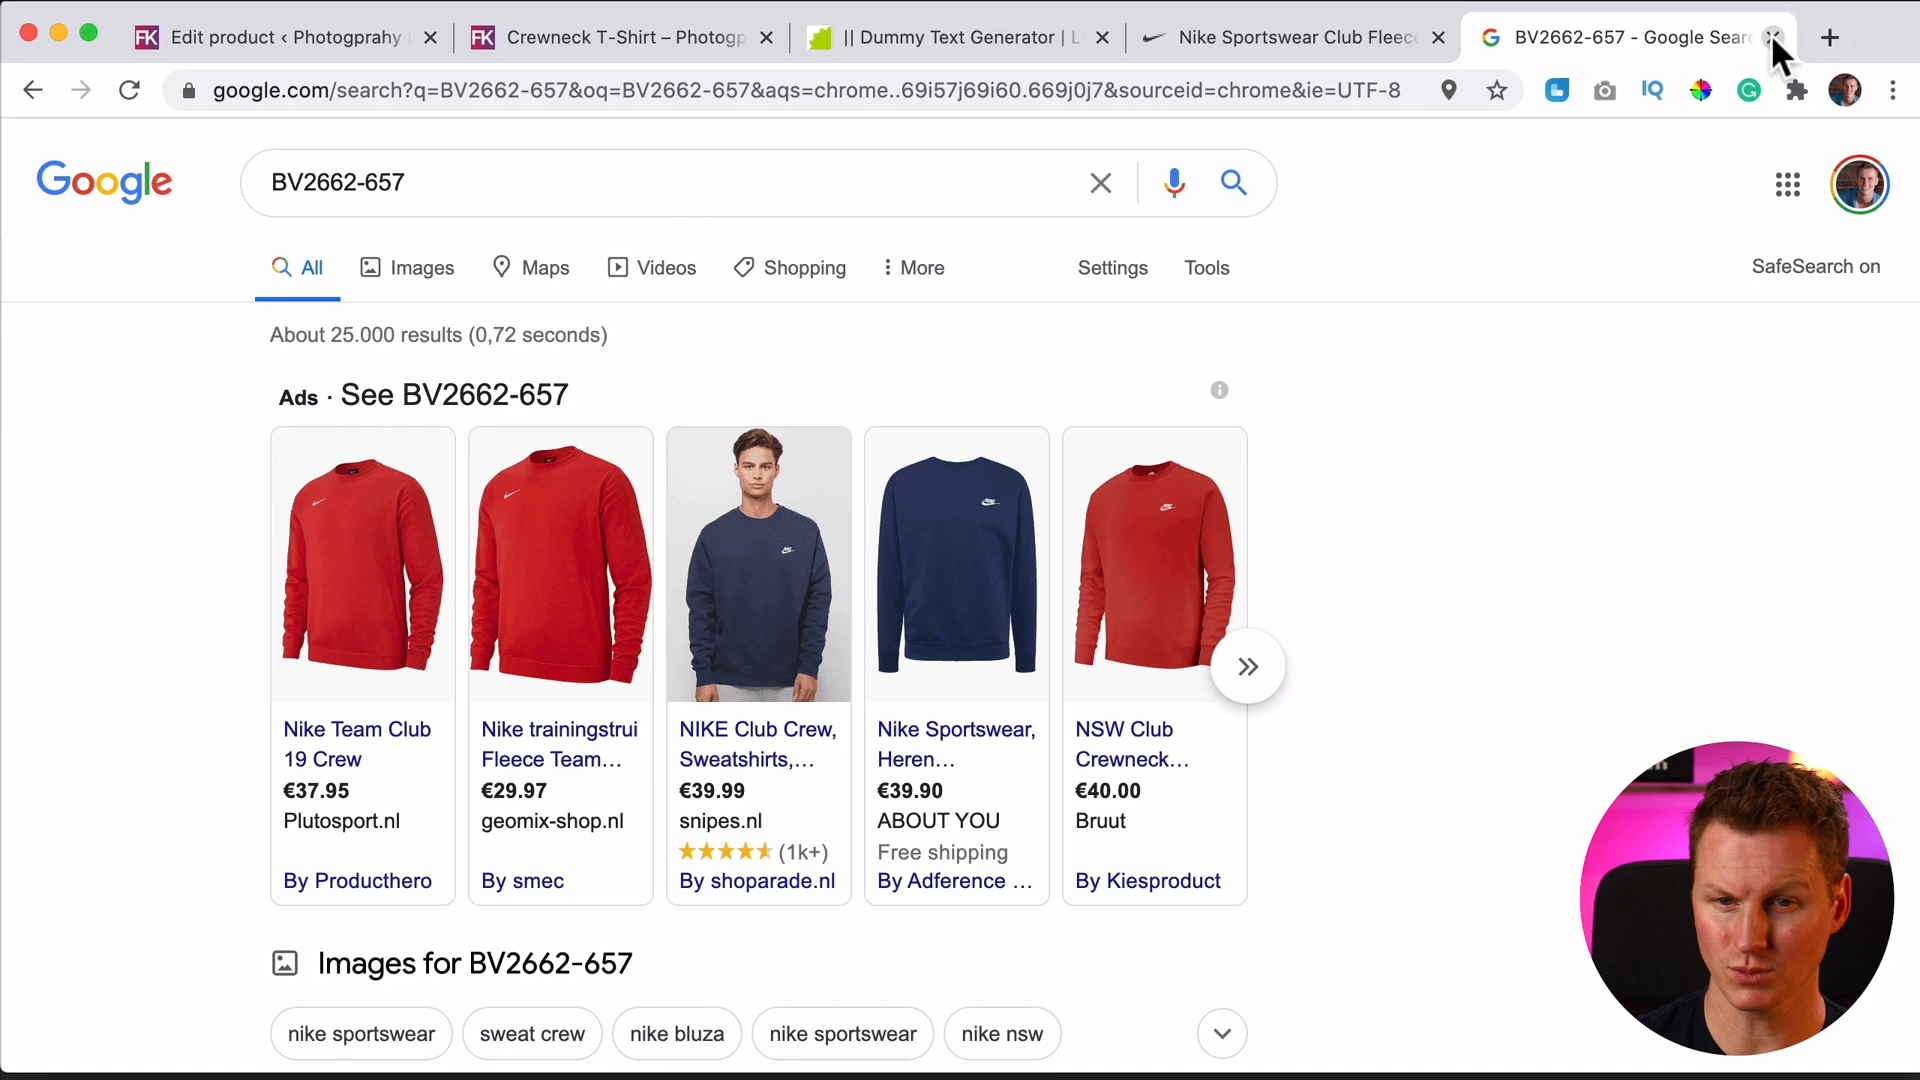 Edit product ‹ Photogprahy
Crewneck T-Shirt – Photogp
|| Dummy Text Generator | L
Nike Sportswear Club Fleece
BV2662-657 - Google Sear
google.com/search?q=BV2662-657&oq=BV2662-657&aqs=chrome..69i57j69i60.669j0j7&sourceid=chrome&ie=UTF-8
Google
BV2662-657
All
Images
Maps
Videos
Shopping
More
Settings
Tools
SafeSearch on
About 25.000 results (0,72 seconds)
Ads · See BV2662-657
Nike Team Club
19 Crew
€37.95
Plutosport.nl
By Producthero
Nike trainingstrui
Fleece Team...
€29.97
geomix-shop.nl
By smec
NIKE Club Crew,
Sweatshirts,...
€39.99
snipes.nl
(1k+)
By shoparade.nl
Nike Sportswear,
Heren...
€39.90
ABOUT YOU
Free shipping
By Adference ...
NSW Club
Crewneck...
€40.00
Bruut
By Kiesproduct
Images for BV2662-657
nike sportswear
sweat crew
nike bluza
nike sportswear
nike nsw